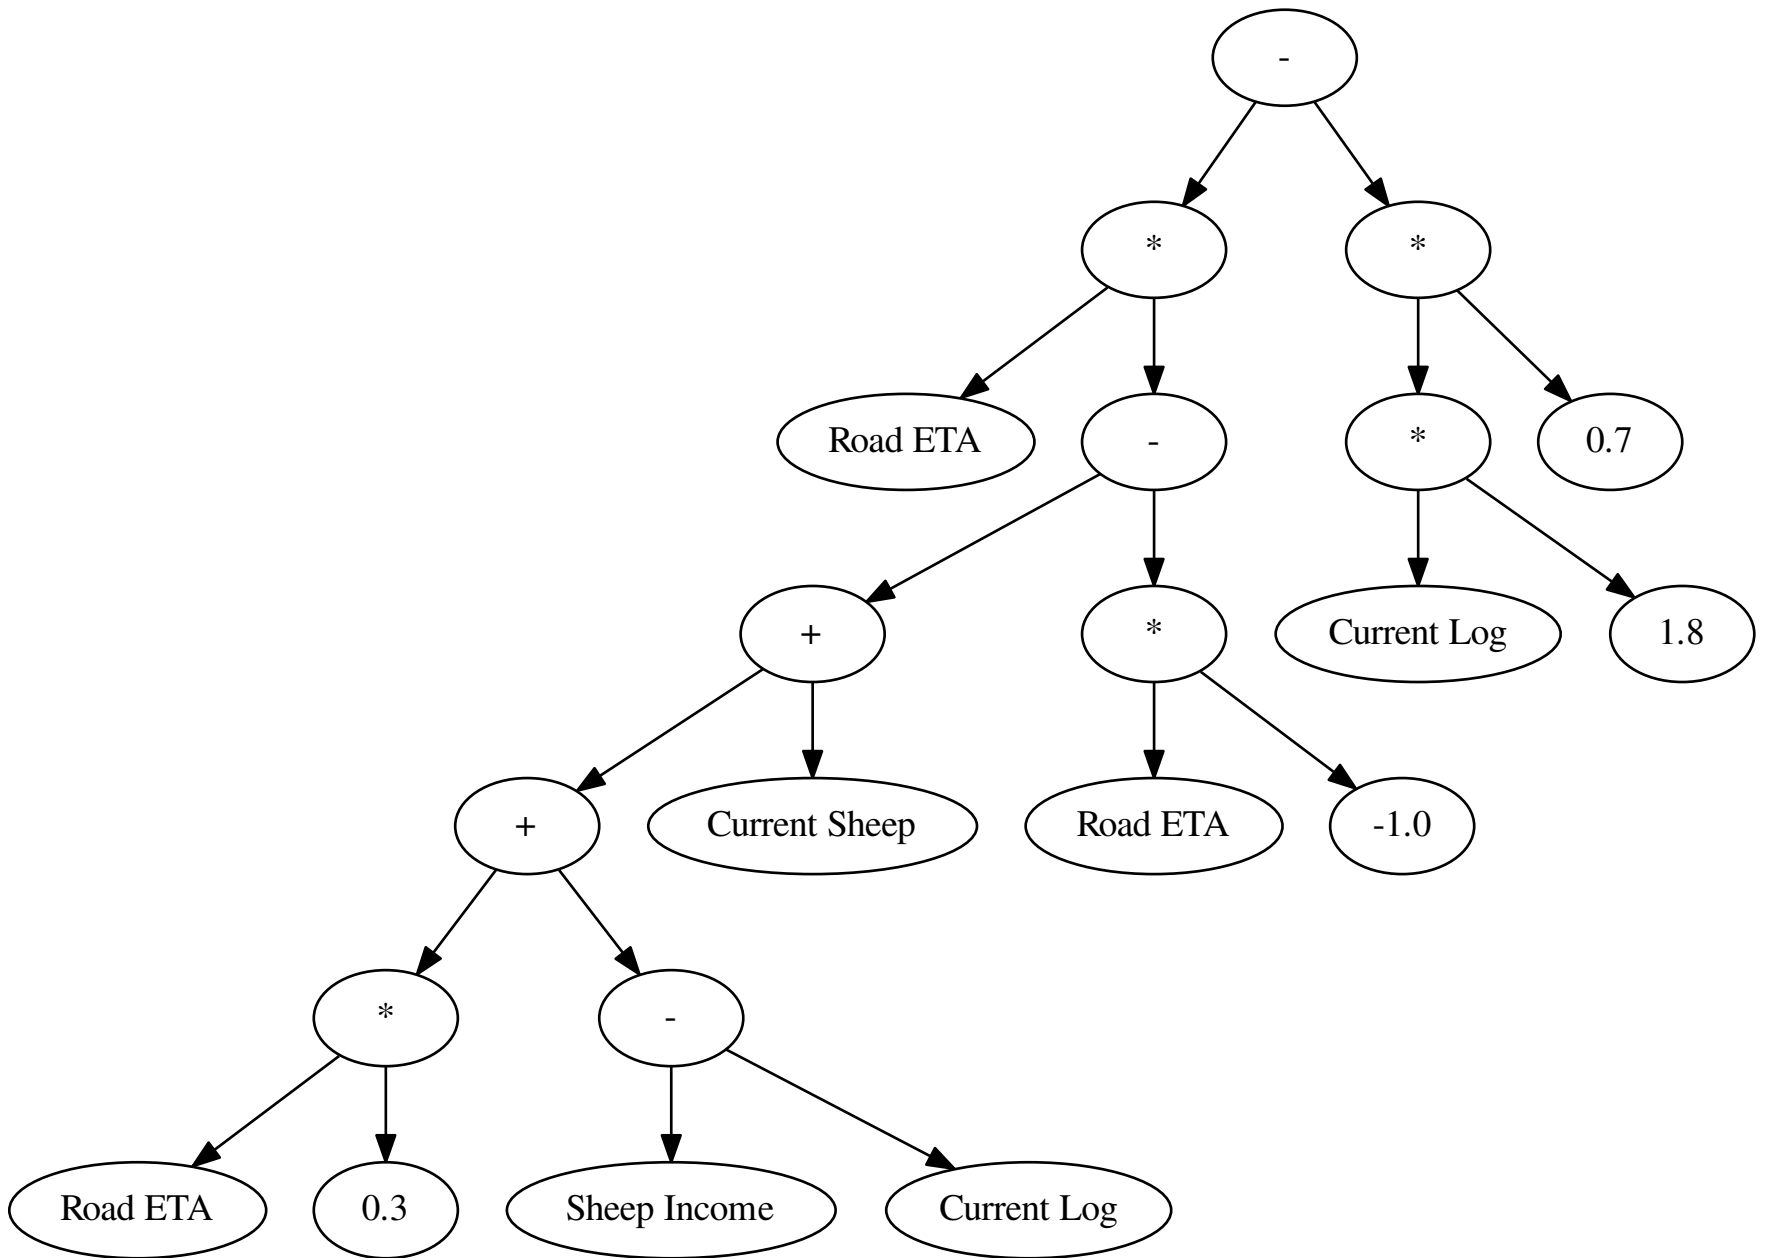 -
*
*
Road ETA
-
*
0.7
+
*
Current Log
1.8
+
Current Sheep
Road ETA
-1.0
*
-
Road ETA
0.3
Sheep Income
Current Log